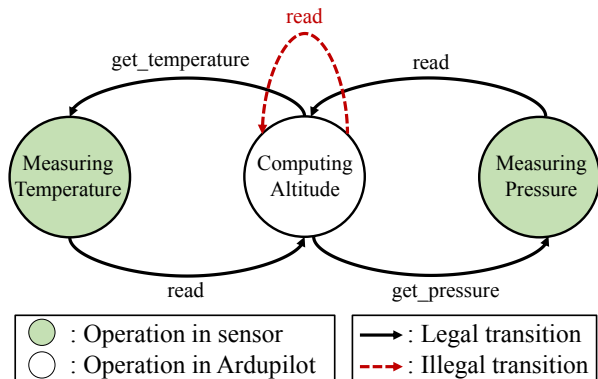 read
get_temperature
read
Measuring
Temperature
Computing
Altitude
Measuring
Pressure
read
get_pressure
: Operation in sensor
: Operation in Ardupilot
: Legal transition
: Illegal transition